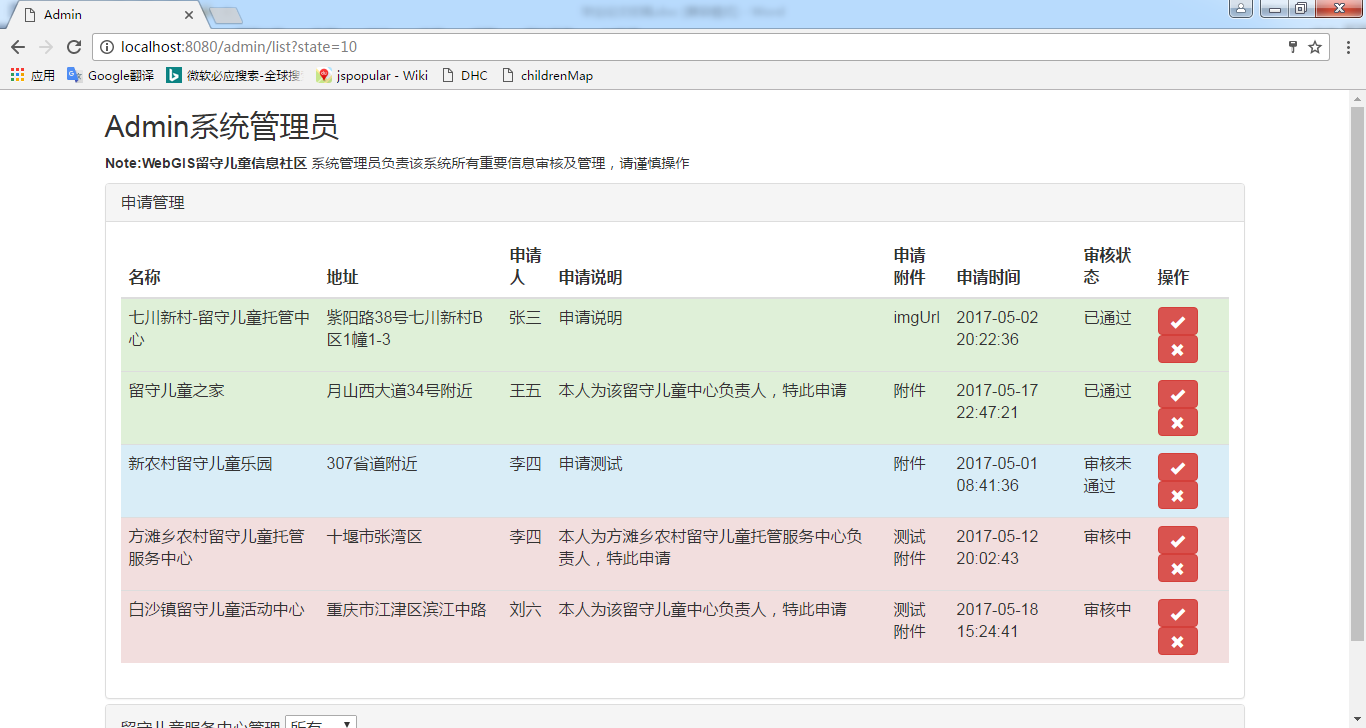 Admin
localhost:8080/admin/list?state=10
应用 Google翻译 微软必应搜索-全球搜 jspopular - Wiki DHC childrenMap
Admin系统管理员
Note:WebGIS留守儿童信息社区 系统管理员负责该系统所有重要信息审核及管理，请谨慎操作
申请管理
名称 地址 申请人 申请说明 申请附件 申请时间 审核状态 操作
七川新村-留守儿童托管中心 紫阳路38号七川新村B区1幢1-3 张三 申请说明 imgUrl 2017-05-02 20:22:36 已通过
留守儿童之家 月山西大道34号附近 王五 本人为该留守儿童中心负责人，特此申请 附件 2017-05-17 22:47:21 已通过
新农村留守儿童乐园 307省道附近 李四 申请测试 附件 2017-05-01 08:41:36 审核未通过
方滩乡农村留守儿童托管服务中心 十堰市张湾区 李四 本人为方滩乡农村留守儿童托管服务中心负责人，特此申请 测试附件 2017-05-12 20:02:43 审核中
白沙镇留守儿童活动中心 重庆市江津区滨江中路 刘六 本人为该留守儿童中心负责人，特此申请 测试附件 2017-05-18 15:24:41 审核中
留守儿童服务中心管理 所有